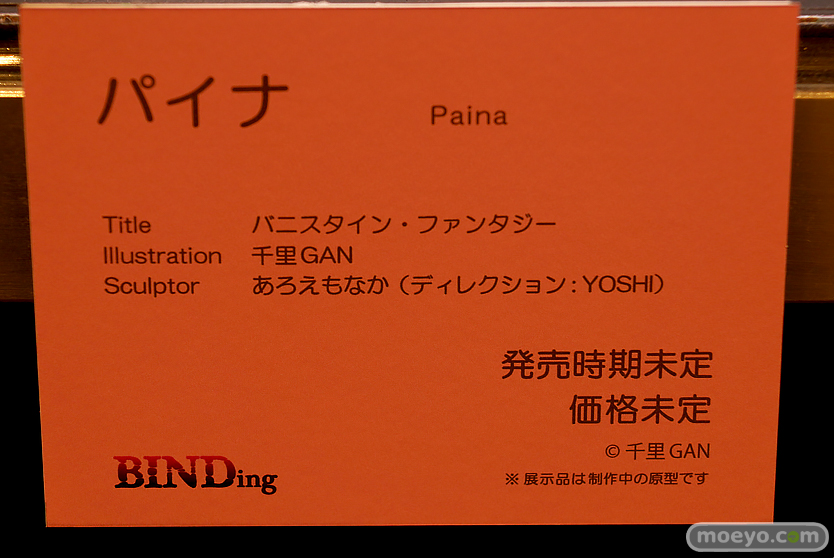 パイナ Paina
Title バニスタイン・ファンタジー
Illustration 千里GAN
Sculptor あろえもなか（ディレクション：YOSHI）
発売時期未定
価格未定
© 千里GAN
BINDing
※展示品は制作中の原型です
moeyo.com